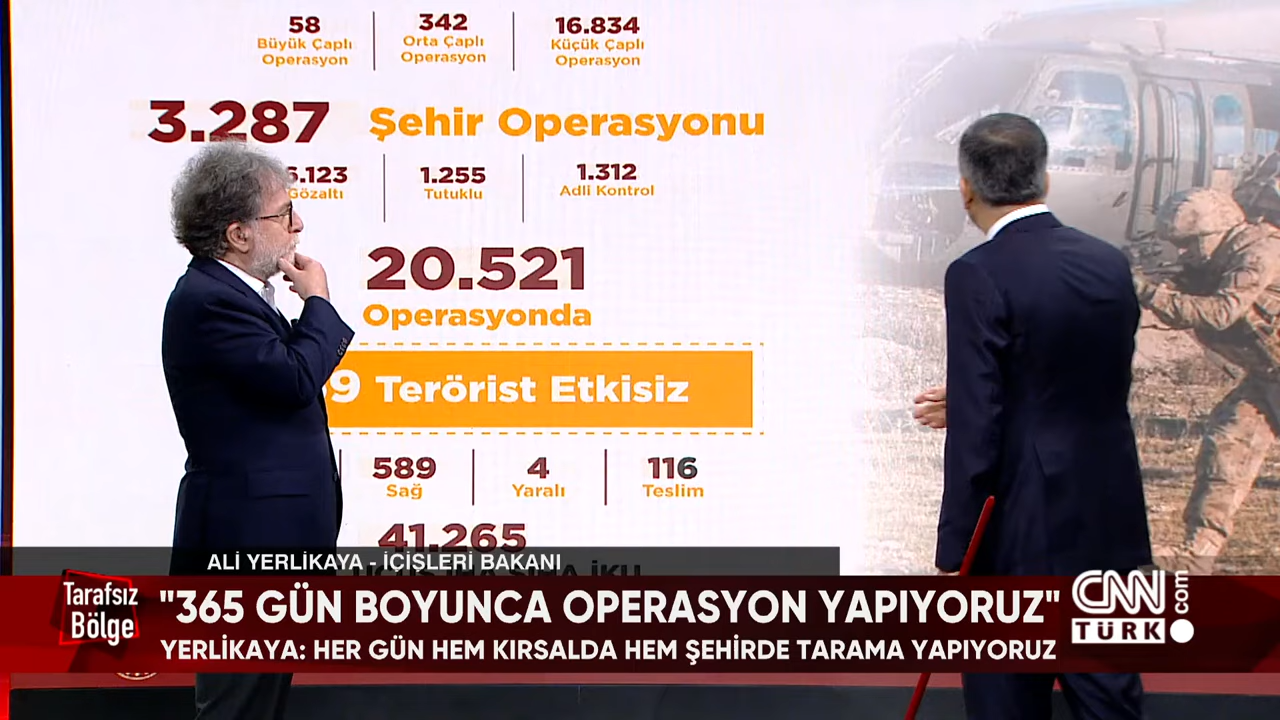 58
Büyük Çaplı
Operasyon
342
Orta Çaplı
Operasyon
16.834
Küçük Çaplı
Operasyon
3.287 Şehir Operasyonu
6.123
Gözaltı
1.255
Tutuklu
1.312
Adli Kontrol
20.521
Operasyonda
9 Terörist Etkisiz
589
Sağ
4
Yaralı
116
Teslim
41.265
ALİ YERLİKAYA - İÇİŞLERİ BAKANI
Tarafsız
Bölge
"365 GÜN BOYUNCA OPERASYON YAPIYORUZ"
YERLİKAYA: HER GÜN HEM KIRSALDA HEM ŞEHİRDE TARAMA YAPIYORUZ
CNN
TÜRK
.com